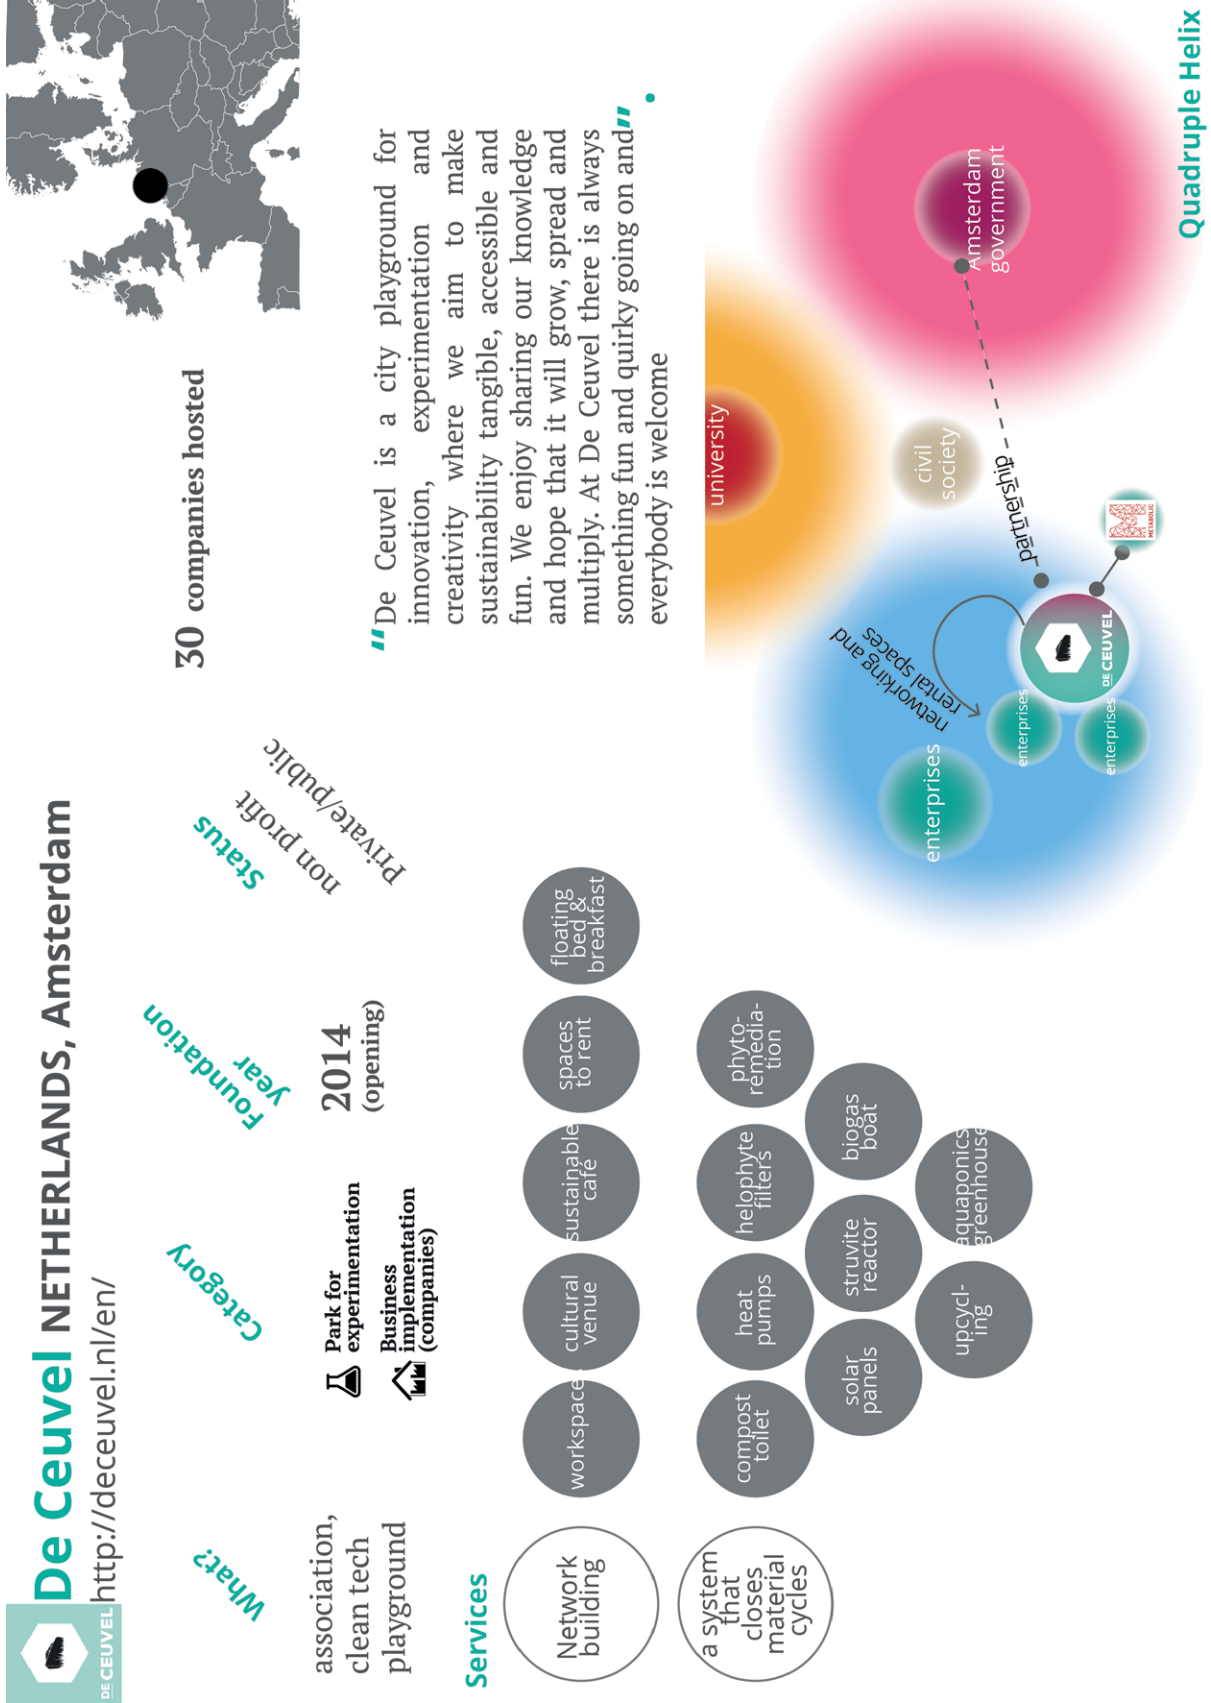 DE CEUVEL
De Ceuvel NETHERLANDS, Amsterdam
http://deceuvel.nl/en/
What?
association,
clean tech
playground
Category
Park for
experimentation
Business
implementation
(companies)
Foundation
year
2014
(opening)
Status
non profit
Private/public
30 companies hosted
Services
Network
building
workspace
cultural
venue
sustainable
café
spaces
to rent
floating
bed &
breakfast
a system
that
closes
material
cycles
compost
toilet
heat
pumps
helophyte
filters
phyto-
remedia-
tion
solar
panels
struvite
reactor
biogas
boat
upcycl-
ing
aquaponics
greenhouse
"De Ceuvel is a city playground for
innovation, experimentation and
creativity where we aim to make
sustainability tangible, accessible and
fun. We enjoy sharing our knowledge
and hope that it will grow, spread and
multiply. At De Ceuvel there is always
something fun and quirky going on and"
everybody is welcome.
university
civil
society
Amsterdam
government
partnership
networking and
rental spaces
enterprises
enterprises
enterprises
DE CEUVEL
METABOLIC
Quadruple Helix